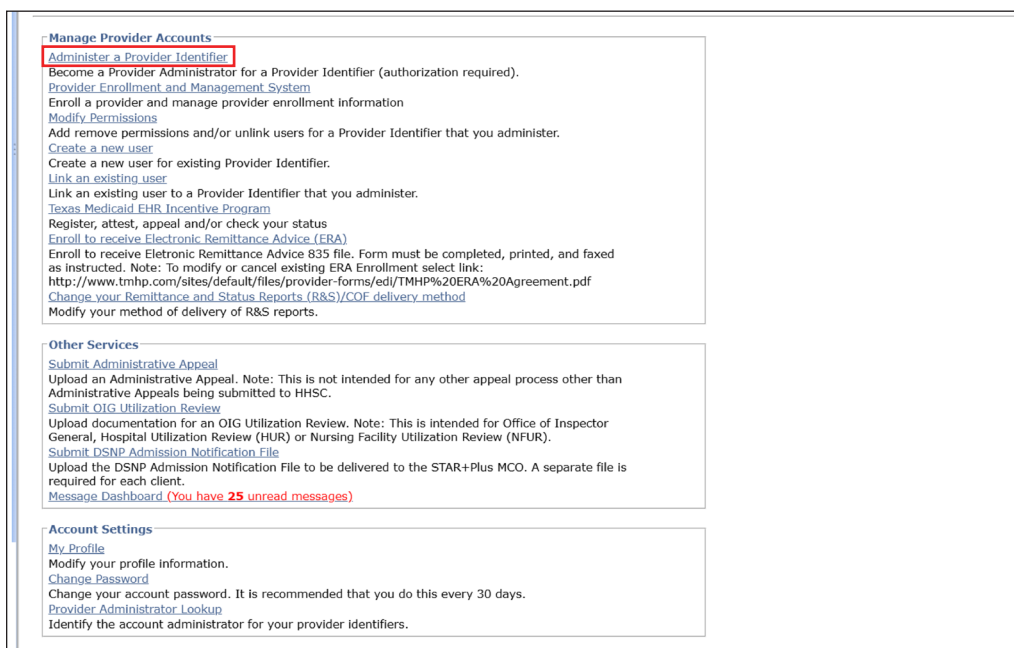 Manage Provider Accounts
Administer a Provider Identifier
Become a Provider Administrator for a Provider Identifier (authorization required).
Provider Enrollment and Management System
Enroll a provider and manage provider enrollment information
Modify Permissions
Add remove permissions and/or unlink users for a Provider Identifier that you administer.
Create a new user
Create a new user for existing Provider Identifier.
Link an existing user
Link an existing user to a Provider Identifier that you administer.
Texas Medicaid EHR Incentive Program
Register, attest, appeal and/or check your status
Enroll to receive Electronic Remittance Advice (ERA)
Enroll to receive Eletronic Remittance Advice 835 file. Form must be completed, printed, and faxed
as instructed. Note: To modify or cancel existing ERA Enrollment select link:
http://www.tmhp.com/sites/default/files/provider-forms/edi/TMHP%20ERA%20Agreement.pdf
Change your Remittance and Status Reports (R&S)/COF delivery method
Modify your method of delivery of R&S reports.
Other Services
Submit Administrative Appeal
Upload an Administrative Appeal. Note: This is not intended for any other appeal process other than
Administrative Appeals being submitted to HHSC.
Submit OIG Utilization Review
Upload documentation for an OIG Utilization Review. Note: This is intended for Office of Inspector
General, Hospital Utilization Review (HUR) or Nursing Facility Utilization Review (NFUR).
Submit DSNP Admission Notification File
Upload the DSNP Admission Notification File to be delivered to the STAR+Plus MCO. A separate file is
required for each client.
Message Dashboard (You have 25 unread messages)
Account Settings
My Profile
Modify your profile information.
Change Password
Change your account password. It is recommended that you do this every 30 days.
Provider Administrator Lookup
Identify the account administrator for your provider identifiers.